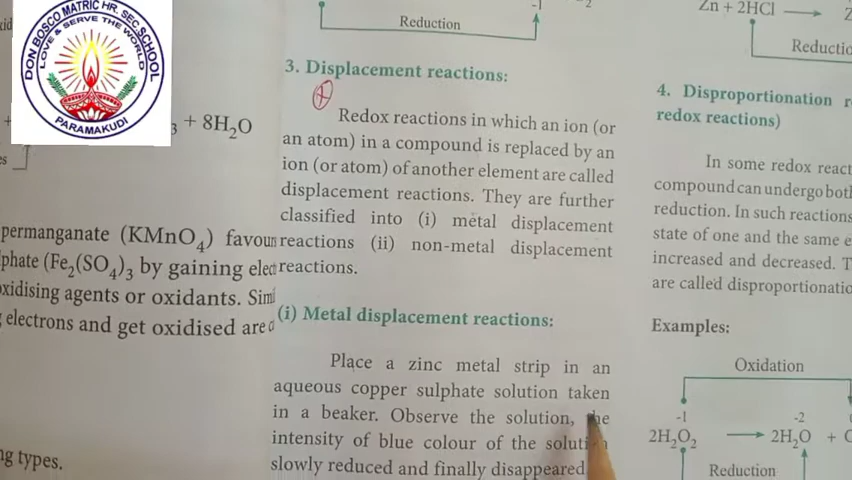 DON BOSCO MATRIC HR. SEC. SCHOOL
LOVE & SERVE THE WORLD
PARAMAKUDI
3 + 8H₂O
permanganate (KMnO₄) favour
phate (Fe₂(SO₄)₃ by gaining elec
oxidising agents or oxidants. Simi
electrons and get oxidised are
ng types.
Reduction
-1
-2
3. Displacement reactions:
Redox reactions in which an ion (or
an atom) in a compound is replaced by an
ion (or atom) of another element are called
displacement reactions. They are further
classified into (i) metal displacement
reactions (ii) non-metal displacement
reactions.
(i) Metal displacement reactions:
Place a zinc metal strip in an
aqueous copper sulphate solution taken
in a beaker. Observe the solution, the
intensity of blue colour of the soluti
slowly reduced and finally disappeared
Zn + 2HCl ⟶ Z
Reductio
4. Disproportionation r
redox reactions)
In some redox react
compound can undergo bot
reduction. In such reactions
state of one and the same e
increased and decreased. T
are called disproportionatio
Examples:
Oxidation
-1 -2
2H₂O₂ ⟶ 2H₂O +
Reduction